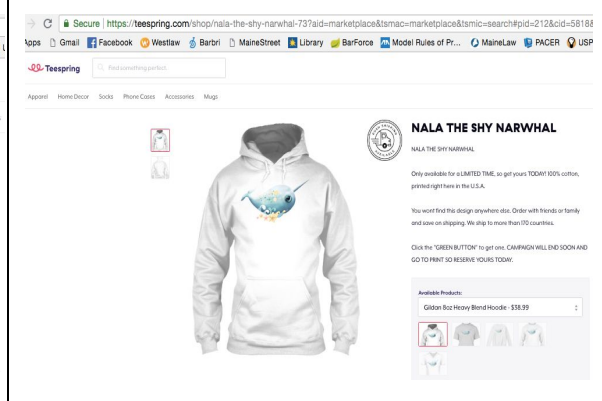 Secure https://teespring.com/shop/nala-the-shy-narwhal-73?aid=marketplace&tsmac=marketplace&tsmic=search#pid=212&cid=5818&
Apps Gmail Facebook Westlaw Barbri MaineStreet Library BarForce Model Rules of Pr... MaineLaw PACER USP
Teespring
Find something perfect
Apparel Home Decor Socks Phone Cases Accessories Mugs
NALA THE SHY NARWHAL
NALA THE SHY NARWHAL
Only available for a LIMITED TIME, so get yours TODAY! 100% cotton,
printed right here in the U.S.A.
You wont find this design anywhere else. Order with friends or family
and save on shipping. We ship to more than 170 countries.
Click the "GREEN BUTTON" to get one. CAMPAIGN WILL END SOON AND
GO TO PRINT SO RESERVE YOURS TODAY.
Available Products:
Gildan 8oz Heavy Blend Hoodie - $38.99